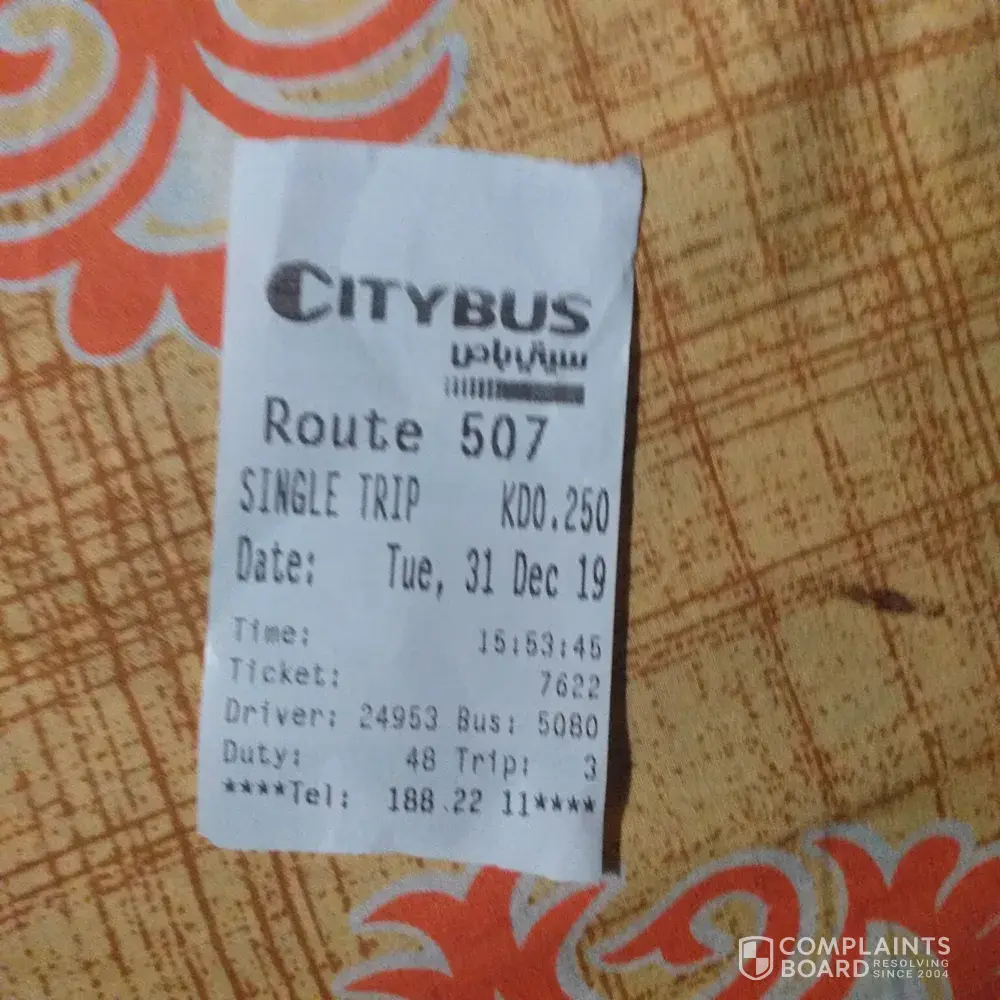 CITYBUS
سيتي باص
Route 507
SINGLE TRIP KD0.250
Date: Tue, 31 Dec 19
Time: 15:53:45
Ticket: 7622
Driver: 24953 Bus: 5080
Duty: 48 Trip: 3
****Tel: 188.22 11****
COMPLAINTS
BOARD RESOLVING
SINCE 2004